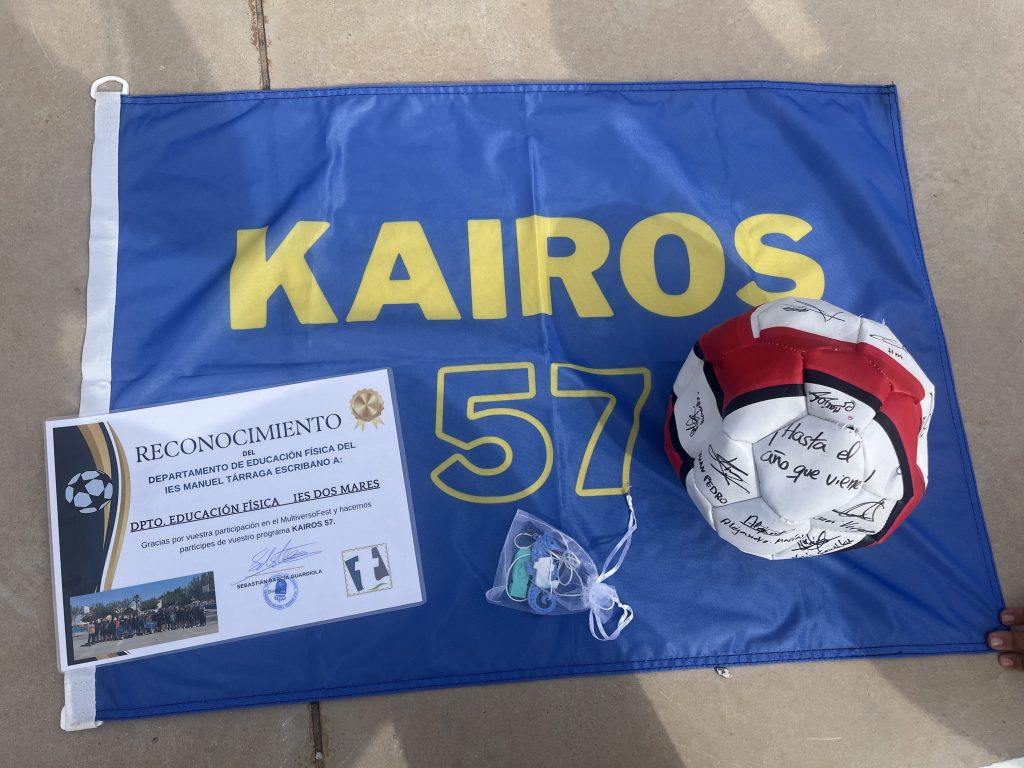 KAIROS
57
RECONOCIMIENTO
DEL
DEPARTAMENTO DE EDUCACIÓN FÍSICA DEL
IES MANUEL TÁRRAGA ESCRIBANO A:
DPTO. EDUCACIÓN FÍSICA IES DOS MARES
Gracias por vuestra participación en el MultiversoFest y hacernos
partícipes de vuestro programa KAIROS 57.
SEBASTIÁN GARCÍA GUARDIOLA
¡Hasta el
año que viene!
JUAN PEDRO